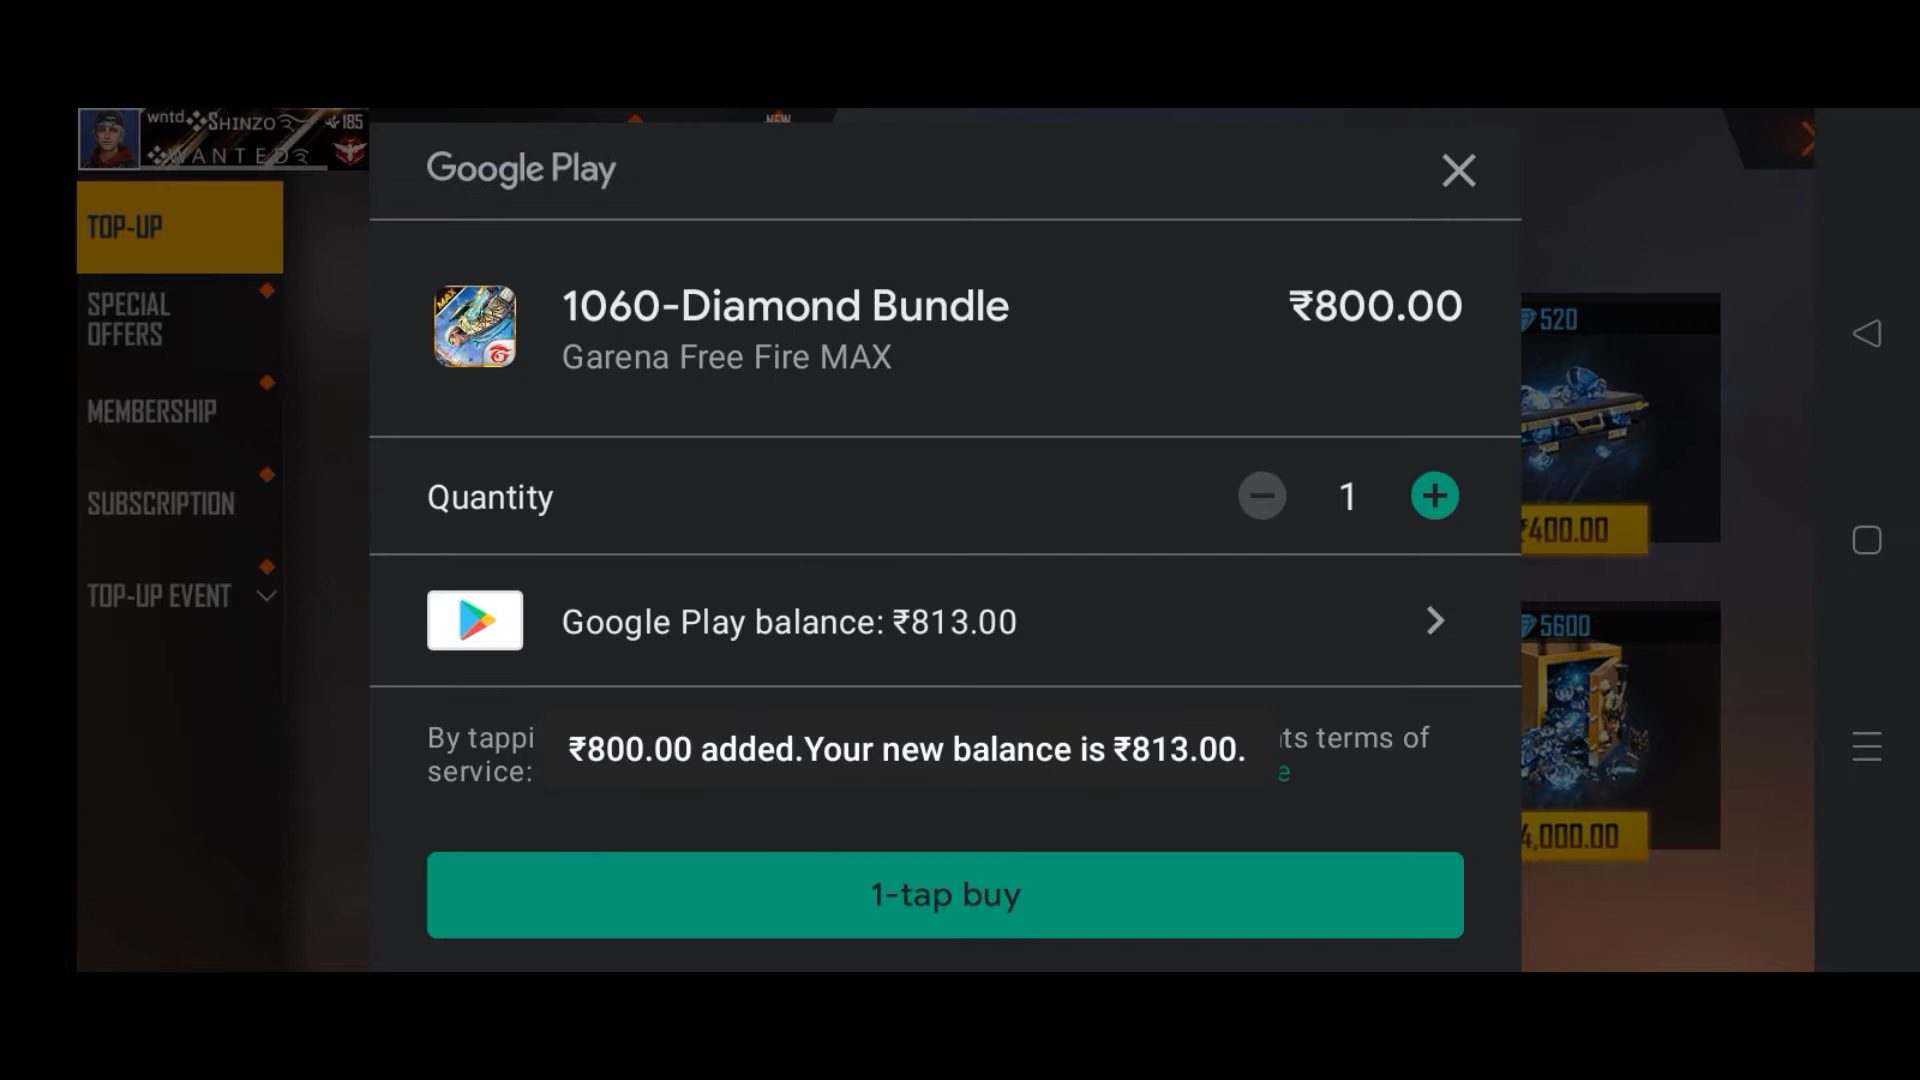 wntd SHINZO
185
WANTED
NEW
TOP-UP
SPECIAL
OFFERS
MEMBERSHIP
SUBSCRIPTION
TOP-UP EVENT
Google Play
MAX
1060-Diamond Bundle
₹800.00
Garena Free Fire MAX
Quantity
1
Google Play balance: ₹813.00
By tappi
ts terms of
service:
e
₹800.00 added.Your new balance is ₹813.00.
1-tap buy
520
₹400.00
5600
4,000.00